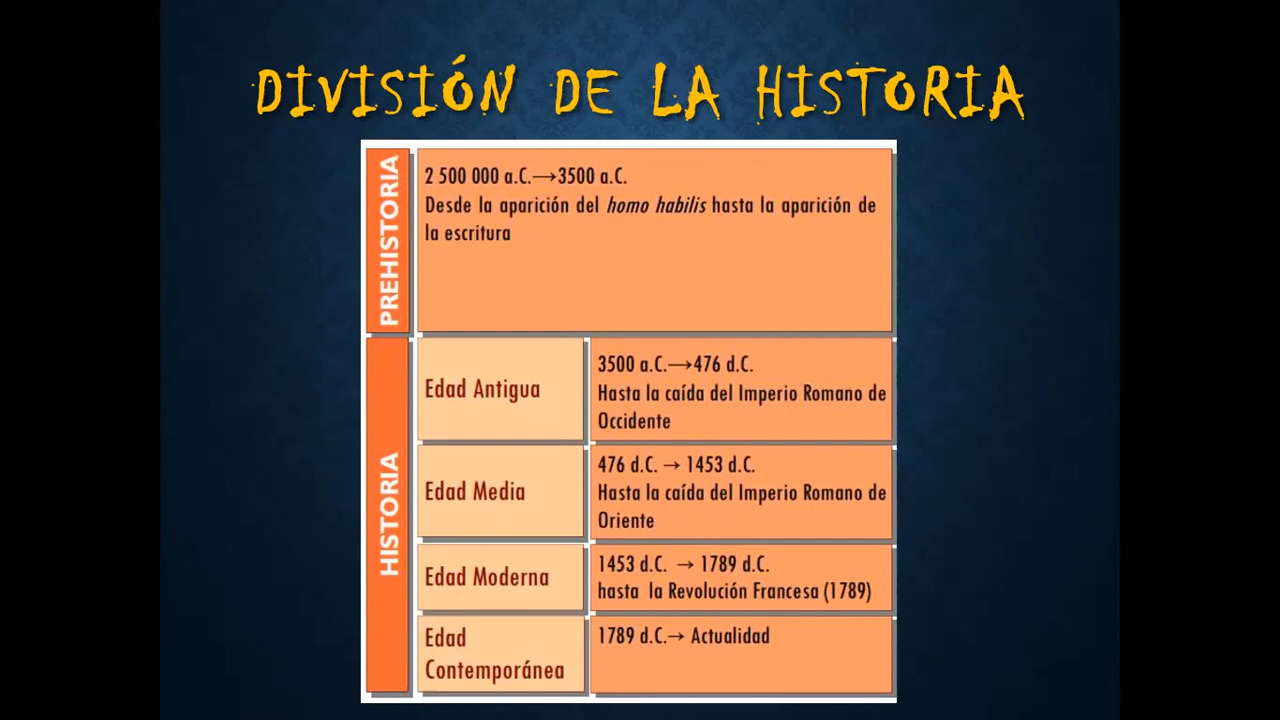 DIVISIÓN DE LA HISTORIA
PREHISTORIA
2 500 000 a.C.→3500 a.C.
Desde la aparición del homo habilis hasta la aparición de
la escritura
HISTORIA
Edad Antigua
3500 a.C.→476 d.C.
Hasta la caída del Imperio Romano de
Occidente
Edad Media
476 d.C. → 1453 d.C.
Hasta la caída del Imperio Romano de
Oriente
Edad Moderna
1453 d.C. → 1789 d.C.
hasta la Revolución Francesa (1789)
Edad
Contemporánea
1789 d.C.→ Actualidad